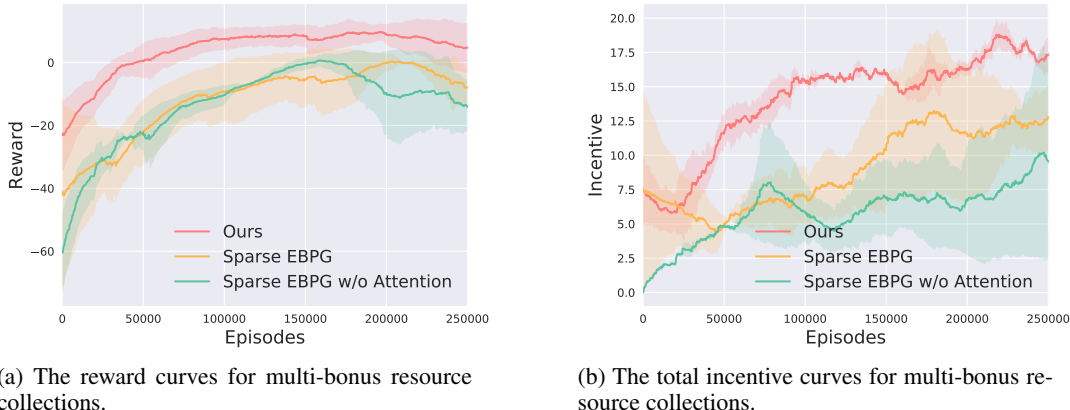 0
−20
−40
−60
Reward
Ours
Sparse EBPG
Sparse EBPG w/o Attention
0 50000 100000 150000 200000 250000
Episodes
(a) The reward curves for multi-bonus resource
collections.
20.0
17.5
15.0
12.5
10.0
7.5
5.0
2.5
0.0
Incentive
Ours
Sparse EBPG
Sparse EBPG w/o Attention
0 50000 100000 150000 200000 250000
Episodes
(b) The total incentive curves for multi-bonus re-
source collections.